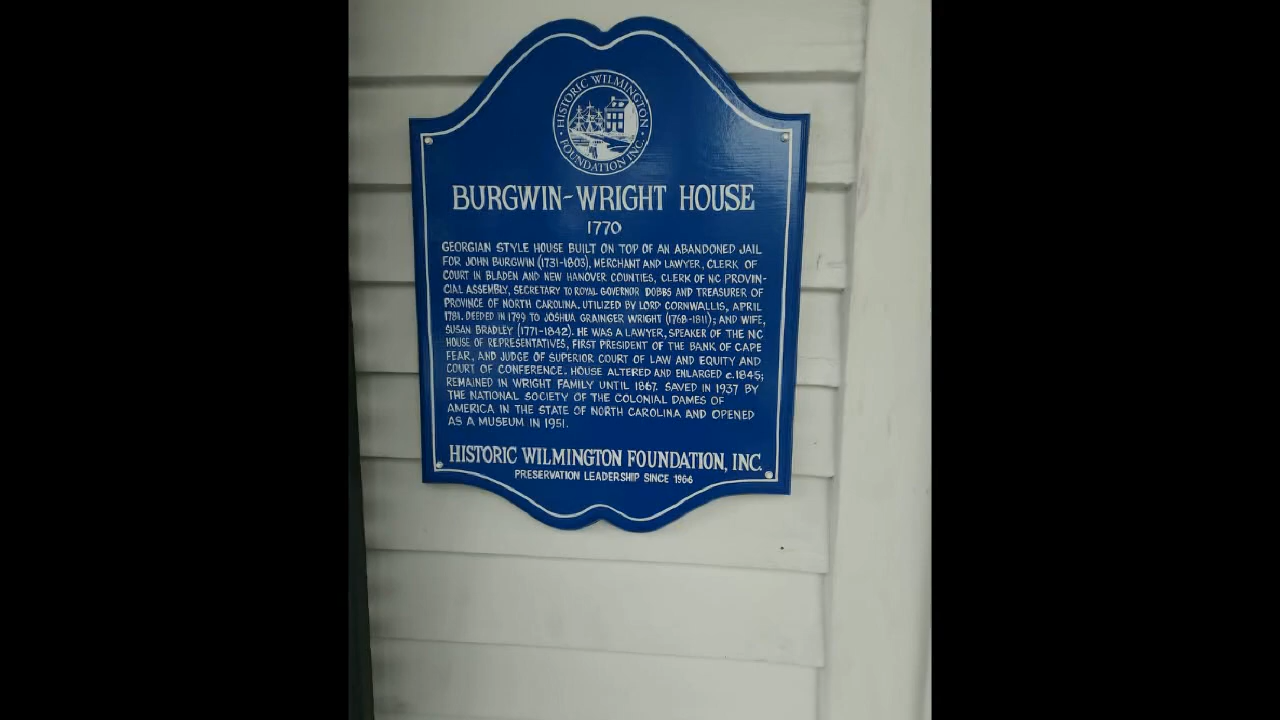 HISTORIC WILMINGTON
FOUNDATION INC.
BURGWIN-WRIGHT HOUSE
1770
GEORGIAN STYLE HOUSE BUILT ON TOP OF AN ABANDONED JAIL
FOR JOHN BURGWIN (1731-1803), MERCHANT AND LAWYER, CLERK OF
COURT IN BLADEN AND NEW HANOVER COUNTIES, CLERK OF NC PROVIN-
CIAL ASSEMBLY, SECRETARY TO ROYAL GOVERNOR DOBBS AND TREASURER OF
PROVINCE OF NORTH CAROLINA. UTILIZED BY LORD CORNWALLIS, APRIL
1781. DEEDED IN 1799 TO JOSHUA GRAINGER WRIGHT (1768-1811); AND WIFE,
SUSAN BRADLEY (1771-1842). HE WAS A LAWYER, SPEAKER OF THE NC
HOUSE OF REPRESENTATIVES, FIRST PRESIDENT OF THE BANK OF CAPE
FEAR, AND JUDGE OF SUPERIOR COURT OF LAW AND EQUITY AND
COURT OF CONFERENCE. HOUSE ALTERED AND ENLARGED c.1845;
REMAINED IN WRIGHT FAMILY UNTIL 1867. SAVED IN 1937 BY
THE NATIONAL SOCIETY OF THE COLONIAL DAMES OF
AMERICA IN THE STATE OF NORTH CAROLINA AND OPENED
AS A MUSEUM IN 1951.
HISTORIC WILMINGTON FOUNDATION, INC.
PRESERVATION LEADERSHIP SINCE 1966